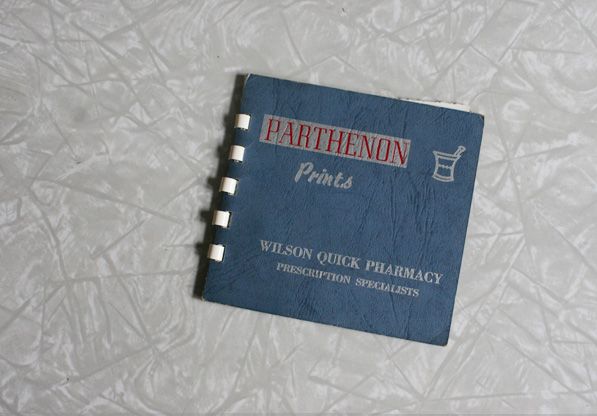 PARTHENON
Prints
WILSON QUICK PHARMACY
PRESCRIPTION SPECIALISTS